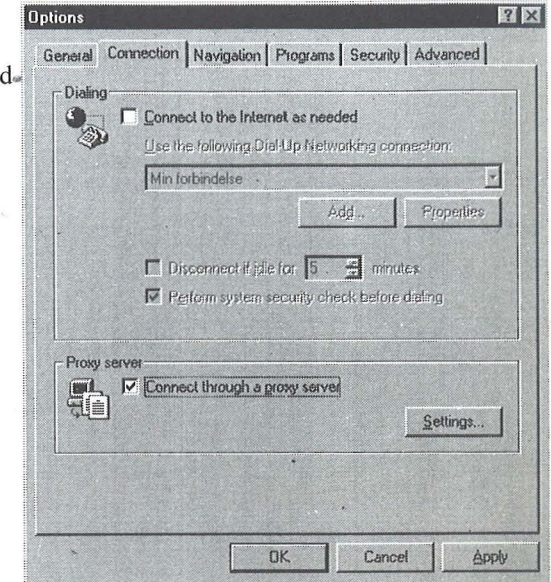 Options
General Connection Navigation Programs Security Advanced
d
Dialing
Connect to the Internet as needed
Use the following Dial-Up Networking connection:
Min forbindelse
Add... Properties
Disconnect if idle for 5 minutes
Perform system security check before dialing
Proxy server
Connect through a proxy server
Settings...
OK Cancel Apply